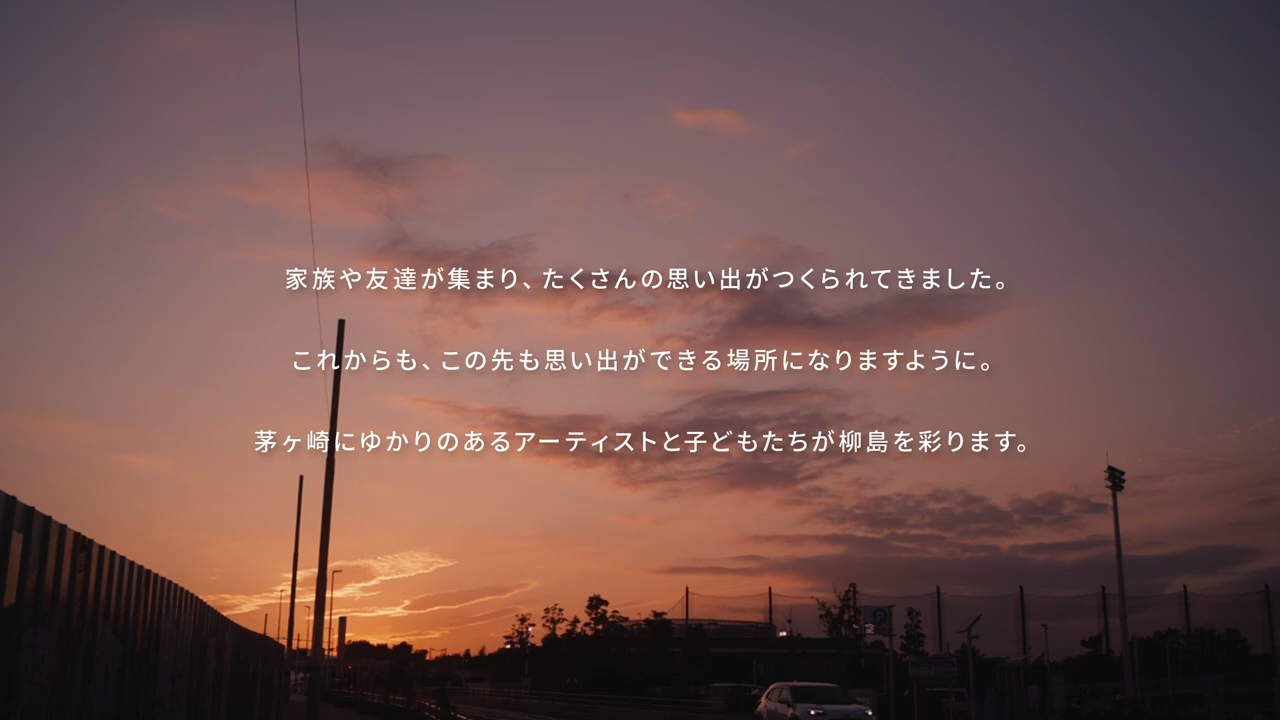 家族や友達が集まり、たくさんの思い出がつくられてきました。
これからも、この先も思い出ができる場所になりますように。
茅ヶ崎にゆかりのあるアーティストと子どもたちが柳島を彩ります。
空